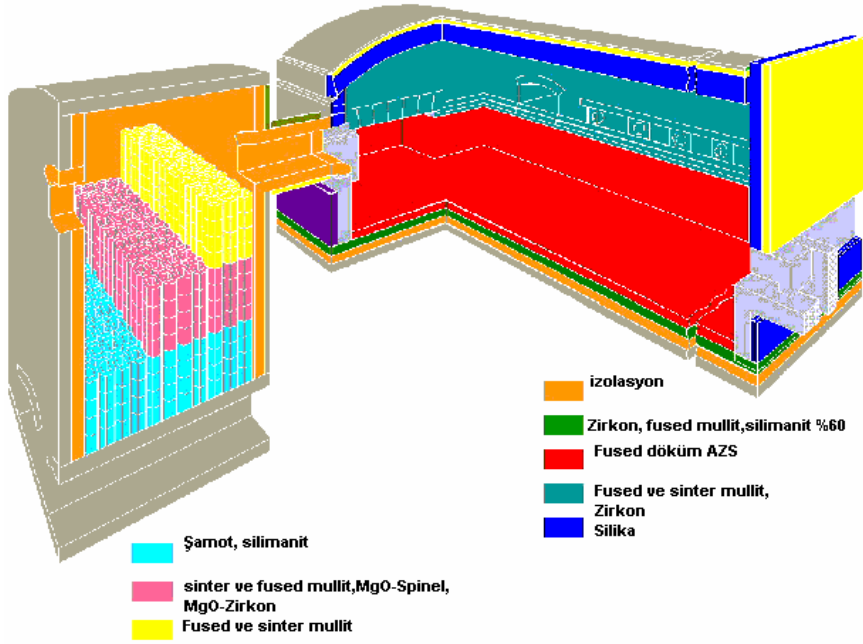 izolasyon
Zirkon, fused mullit,silimanit %60
Fused döküm AZS
Fused ve sinter mullit,
Zirkon
Silika
Şamot, silimanit
sinter ve fused mullit,MgO-Spinel,
MgO-Zirkon
Fused ve sinter mullit